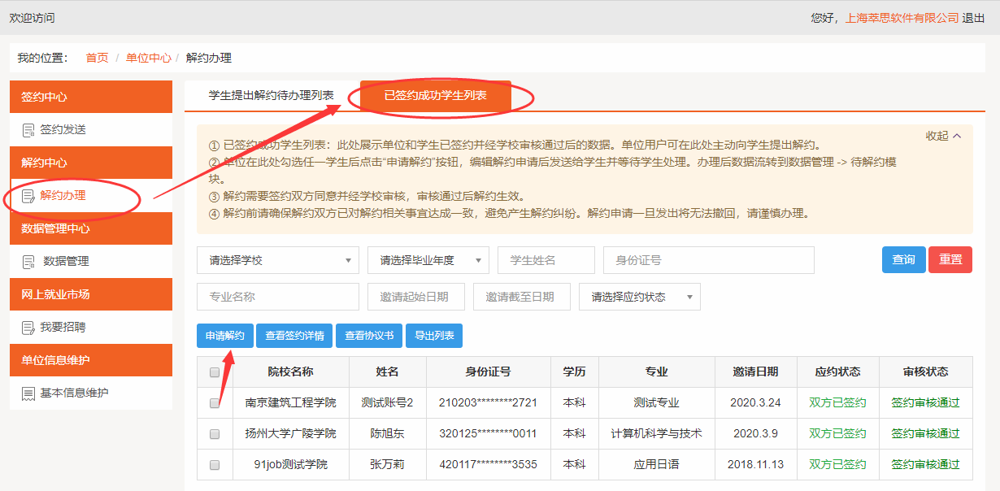 欢迎访问
您好，上海萃思软件有限公司 退出
我的位置： 首页 / 单位中心 / 解约办理
签约中心
签约发送
解约中心
解约办理
数据管理中心
数据管理
网上就业市场
我要招聘
单位信息维护
基本信息维护
学生提出解约待办理列表 已签约成功学生列表
收起
① 已签约成功学生列表：此处展示单位和学生已签约并经学校审核通过后的数据。单位用户可在此处主动向学生提出解约。
② 单位在此处勾选任一学生后点击“申请解约”按钮，编辑解约申请后发送给学生并等待学生处理。办理后数据流转到数据管理 -> 待解约模
块。
③ 解约需要签约双方同意并经学校审核，审核通过后解约生效。
④ 解约前请确保解约双方已对解约相关事宜达成一致，避免产生解约纠纷。解约申请一旦发出将无法撤回，请谨慎办理。
请选择学校 请选择毕业年度 学生姓名 身份证号 查询 重置
专业名称 邀请起始日期 邀请截至日期 请选择应约状态
申请解约 查看签约详情 查看协议书 导出列表
院校名称 姓名 身份证号 学历 专业 邀请日期 应约状态 审核状态
南京建筑工程学院 测试账号2 210203********2721 本科 测试专业 2020.3.24 双方已签约 签约审核通过
扬州大学广陵学院 陈旭东 320125********0011 本科 计算机科学与技术 2020.3.9 双方已签约 签约审核通过
91job测试学院 张万莉 420117********3535 本科 应用日语 2018.11.13 双方已签约 签约审核通过